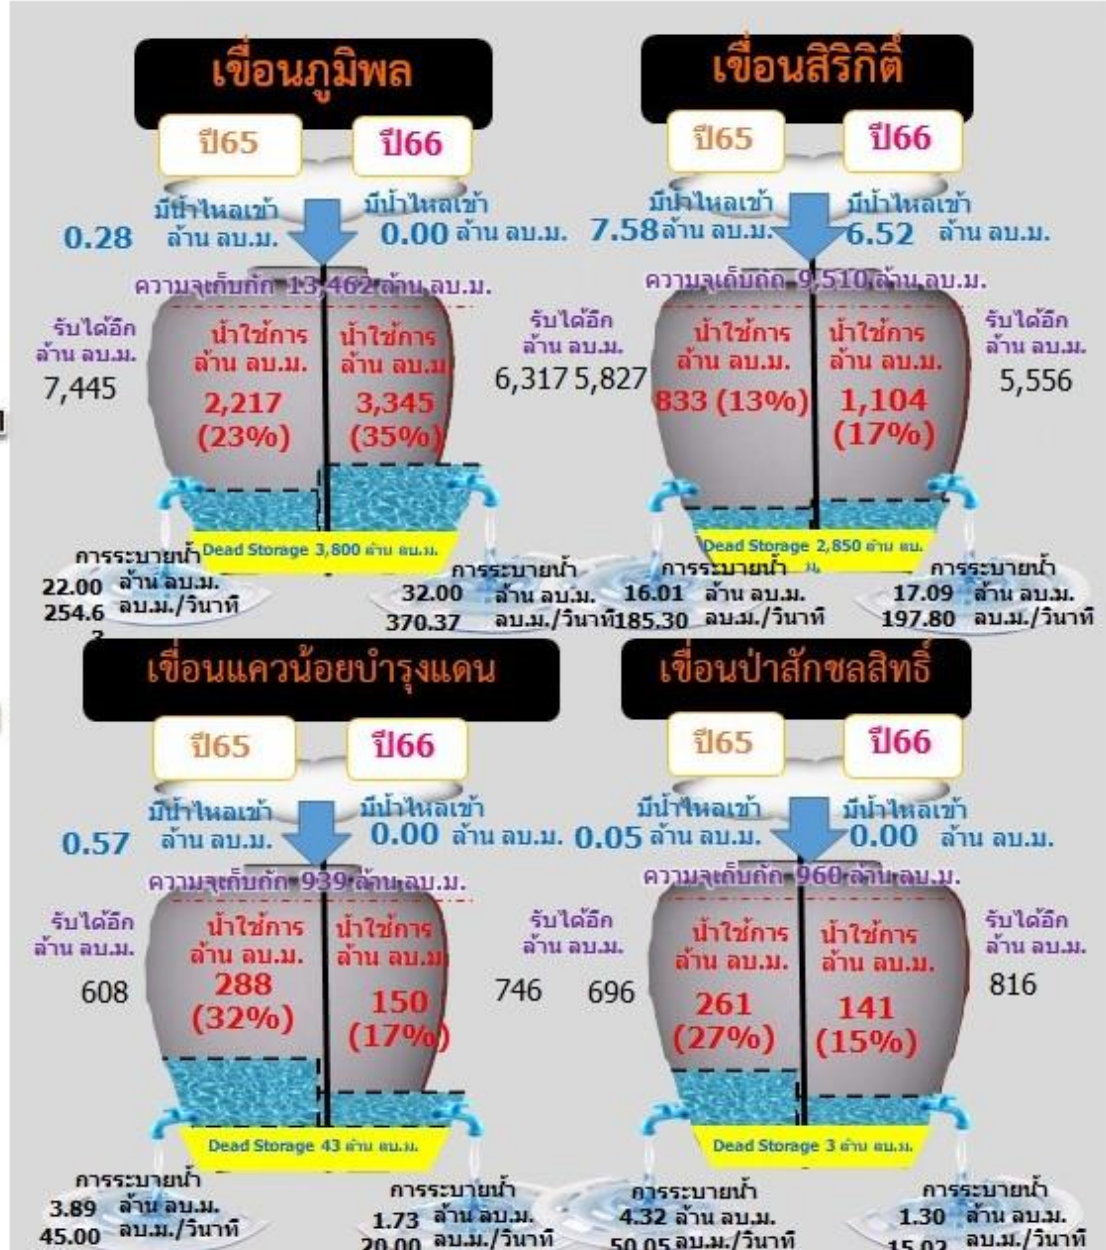 เขื่อนภูมิพล
ปี65 ปี66
มีน้ำไหลเข้า มีน้ำไหลเข้า
0.28 ล้าน ลบ.ม. 0.00 ล้าน ลบ.ม.
ความจุเก็บกัก 13,462 ล้าน ลบ.ม.
รับได้อีก
ล้าน ลบ.ม.
7,445
น้ำใช้การ น้ำใช้การ
ล้าน ลบ.ม. ล้าน ลบ.ม
2,217 3,345
(23%) (35%)
รับได้อีก
ล้าน ลบ.ม.
6,317
Dead Storage 3,800 ล้าน ลบ.ม.
การระบายน้ำ
22.00 ล้าน ลบ.ม.
254.6 ลบ.ม./วินาที
การระบายน้ำ
32.00 ล้าน ลบ.ม.
370.37 ลบ.ม./วินาที
เขื่อนสิริกิติ์
ปี65 ปี66
มีน้ำไหลเข้า มีน้ำไหลเข้า
7.58 ล้าน ลบ.ม. 6.52 ล้าน ลบ.ม.
ความจุเก็บกัก 9,510 ล้าน ลบ.ม.
5,827
น้ำใช้การ น้ำใช้การ
ล้าน ลบ.ม. ล้าน ลบ.ม.
833 (13%) 1,104
(17%)
รับได้อีก
ล้าน ลบ.ม.
5,556
Dead Storage 2,850 ล้าน ลบ.
ม.
การระบายน้ำ
16.01 ล้าน ลบ.ม.
185.30 ลบ.ม./วินาที
การระบายน้ำ
17.09 ล้าน ลบ.ม.
197.80 ลบ.ม./วินาที
เขื่อนแควน้อยบำรุงแดน
ปี65 ปี66
มีน้ำไหลเข้า มีน้ำไหลเข้า
0.57 ล้าน ลบ.ม. 0.00 ล้าน ลบ.ม.
ความจุเก็บกัก 939 ล้าน ลบ.ม.
รับได้อีก
ล้าน ลบ.ม.
608
น้ำใช้การ น้ำใช้การ
ล้าน ลบ.ม. ล้าน ลบ.ม
288 150
(32%) (17%)
รับได้อีก
ล้าน ลบ.ม.
746
Dead Storage 43 ล้าน ลบ.ม.
การระบายน้ำ
3.89 ล้าน ลบ.ม.
45.00 ลบ.ม./วินาที
การระบายน้ำ
1.73 ล้าน ลบ.ม.
20.00 ลบ.ม./วินาที
เขื่อนป่าสักชลสิทธิ์
ปี65 ปี66
มีน้ำไหลเข้า มีน้ำไหลเข้า
0.05 ล้าน ลบ.ม. 0.00 ล้าน ลบ.ม.
ความจุเก็บกัก 960 ล้าน ลบ.ม.
696
น้ำใช้การ น้ำใช้การ
ล้าน ลบ.ม. ล้าน ลบ.ม.
261 141
(27%) (15%)
รับได้อีก
ล้าน ลบ.ม.
816
Dead Storage 3 ล้าน ลบ.ม.
การระบายน้ำ
4.32 ล้าน ลบ.ม.
50.05 ลบ.ม./วินาที
การระบายน้ำ
1.30 ล้าน ลบ.ม.
15.02 ลบ.ม./วินาที